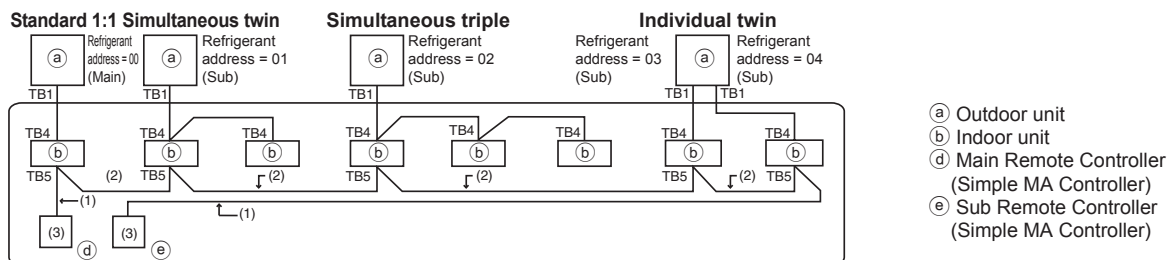 Standard 1:1 Simultaneous twin Simultaneous triple Individual twin
Refrigerant
address = 00
(Main)
Refrigerant
address = 01
(Sub)
Refrigerant
address = 02
(Sub)
Refrigerant
address = 03
(Sub)
Refrigerant
address = 04
(Sub)
ⓐ ⓐ ⓐ ⓐ
TB1 TB1 TB1 TB1 TB1
TB4 TB4 TB4 TB4 TB4 TB4 TB4
ⓑ ⓑ ⓑ ⓑ ⓑ ⓑ ⓑ ⓑ
TB5 (2) TB5 TB5 (2) TB5 (2) TB5
(2)
(1) (1)
(3) ⓓ (3) ⓔ
ⓐ Outdoor unit
ⓑ Indoor unit
ⓓ Main Remote Controller
(Simple MA Controller)
ⓔ Sub Remote Controller
(Simple MA Controller)